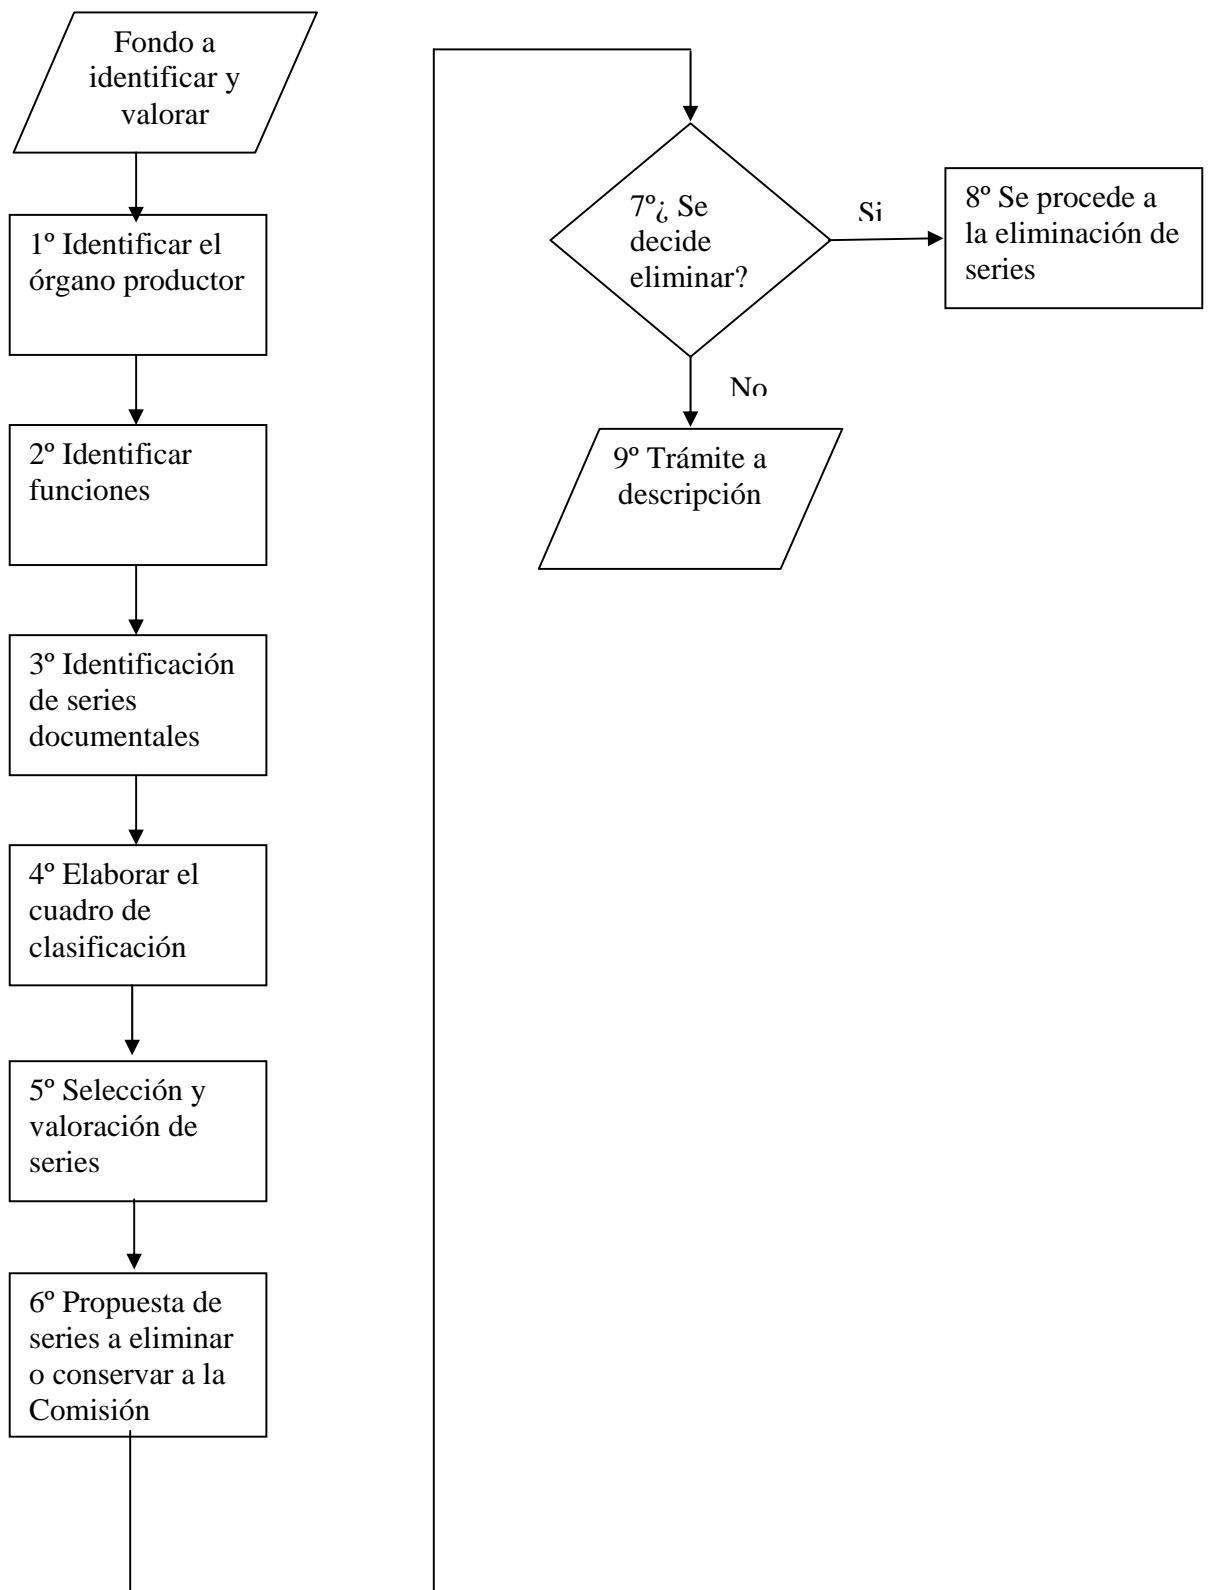 Fondo a
identificar y
valorar
1º Identificar el
órgano productor
2º Identificar
funciones
3º Identificación
de series
documentales
4º Elaborar el
cuadro de
clasificación
5º Selección y
valoración de
series
6º Propuesta de
series a eliminar
o conservar a la
Comisión
7º¿ Se
decide
eliminar?
Si
8º Se procede a
la eliminación de
series
No
9º Trámite a
descripción